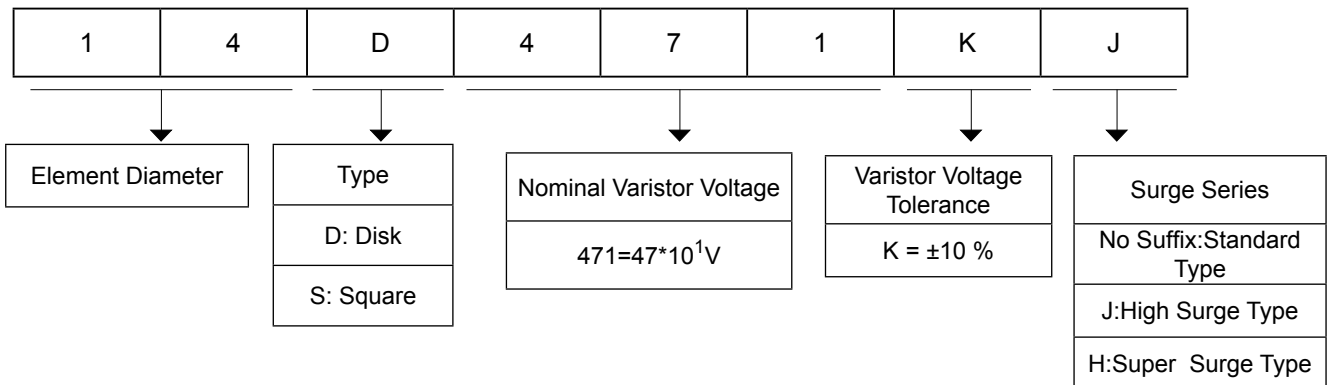 1 4 D 4 7 1 K J
Element Diameter
Type
D: Disk
S: Square
Nominal Varistor Voltage
471=47*10¹V
Varistor Voltage
Tolerance
K = ±10 %
Surge Series
No Suffix:Standard
Type
J:High Surge Type
H:Super Surge Type